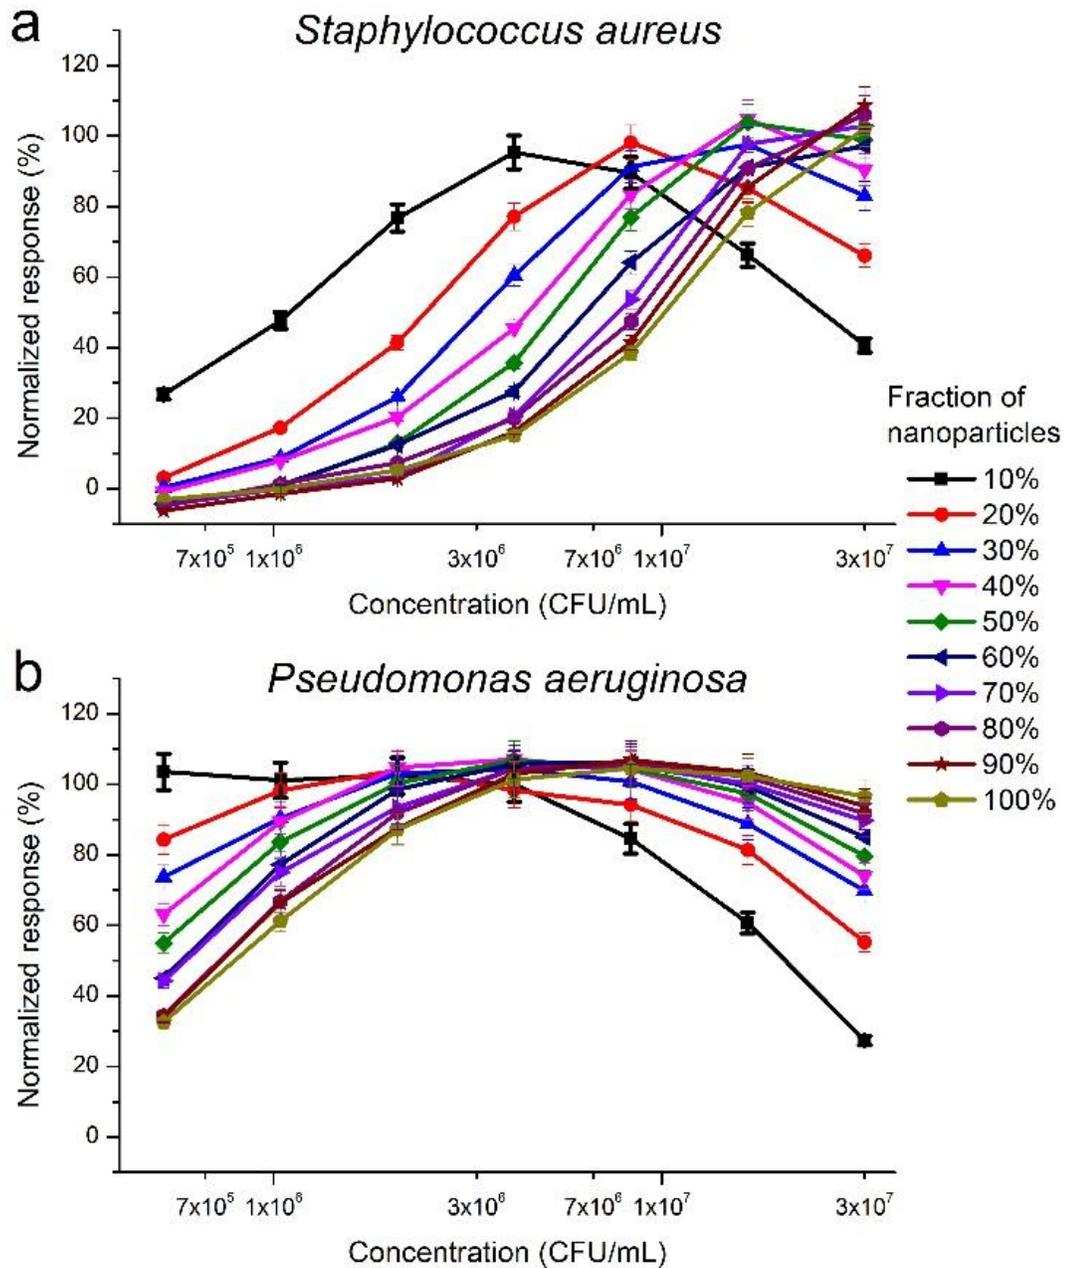 a
Staphylococcus aureus
120
100
80
60
40
20
0
Normalized response (%)
7x10⁵ 1x10⁶ 3x10⁶ 7x10⁶ 1x10⁷ 3x10⁷
Concentration (CFU/mL)
Fraction of
nanoparticles
10%
20%
30%
40%
50%
60%
70%
80%
90%
100%
b
Pseudomonas aeruginosa
120
100
80
60
40
20
0
Normalized response (%)
7x10⁵ 1x10⁶ 3x10⁶ 7x10⁶ 1x10⁷ 3x10⁷
Concentration (CFU/mL)